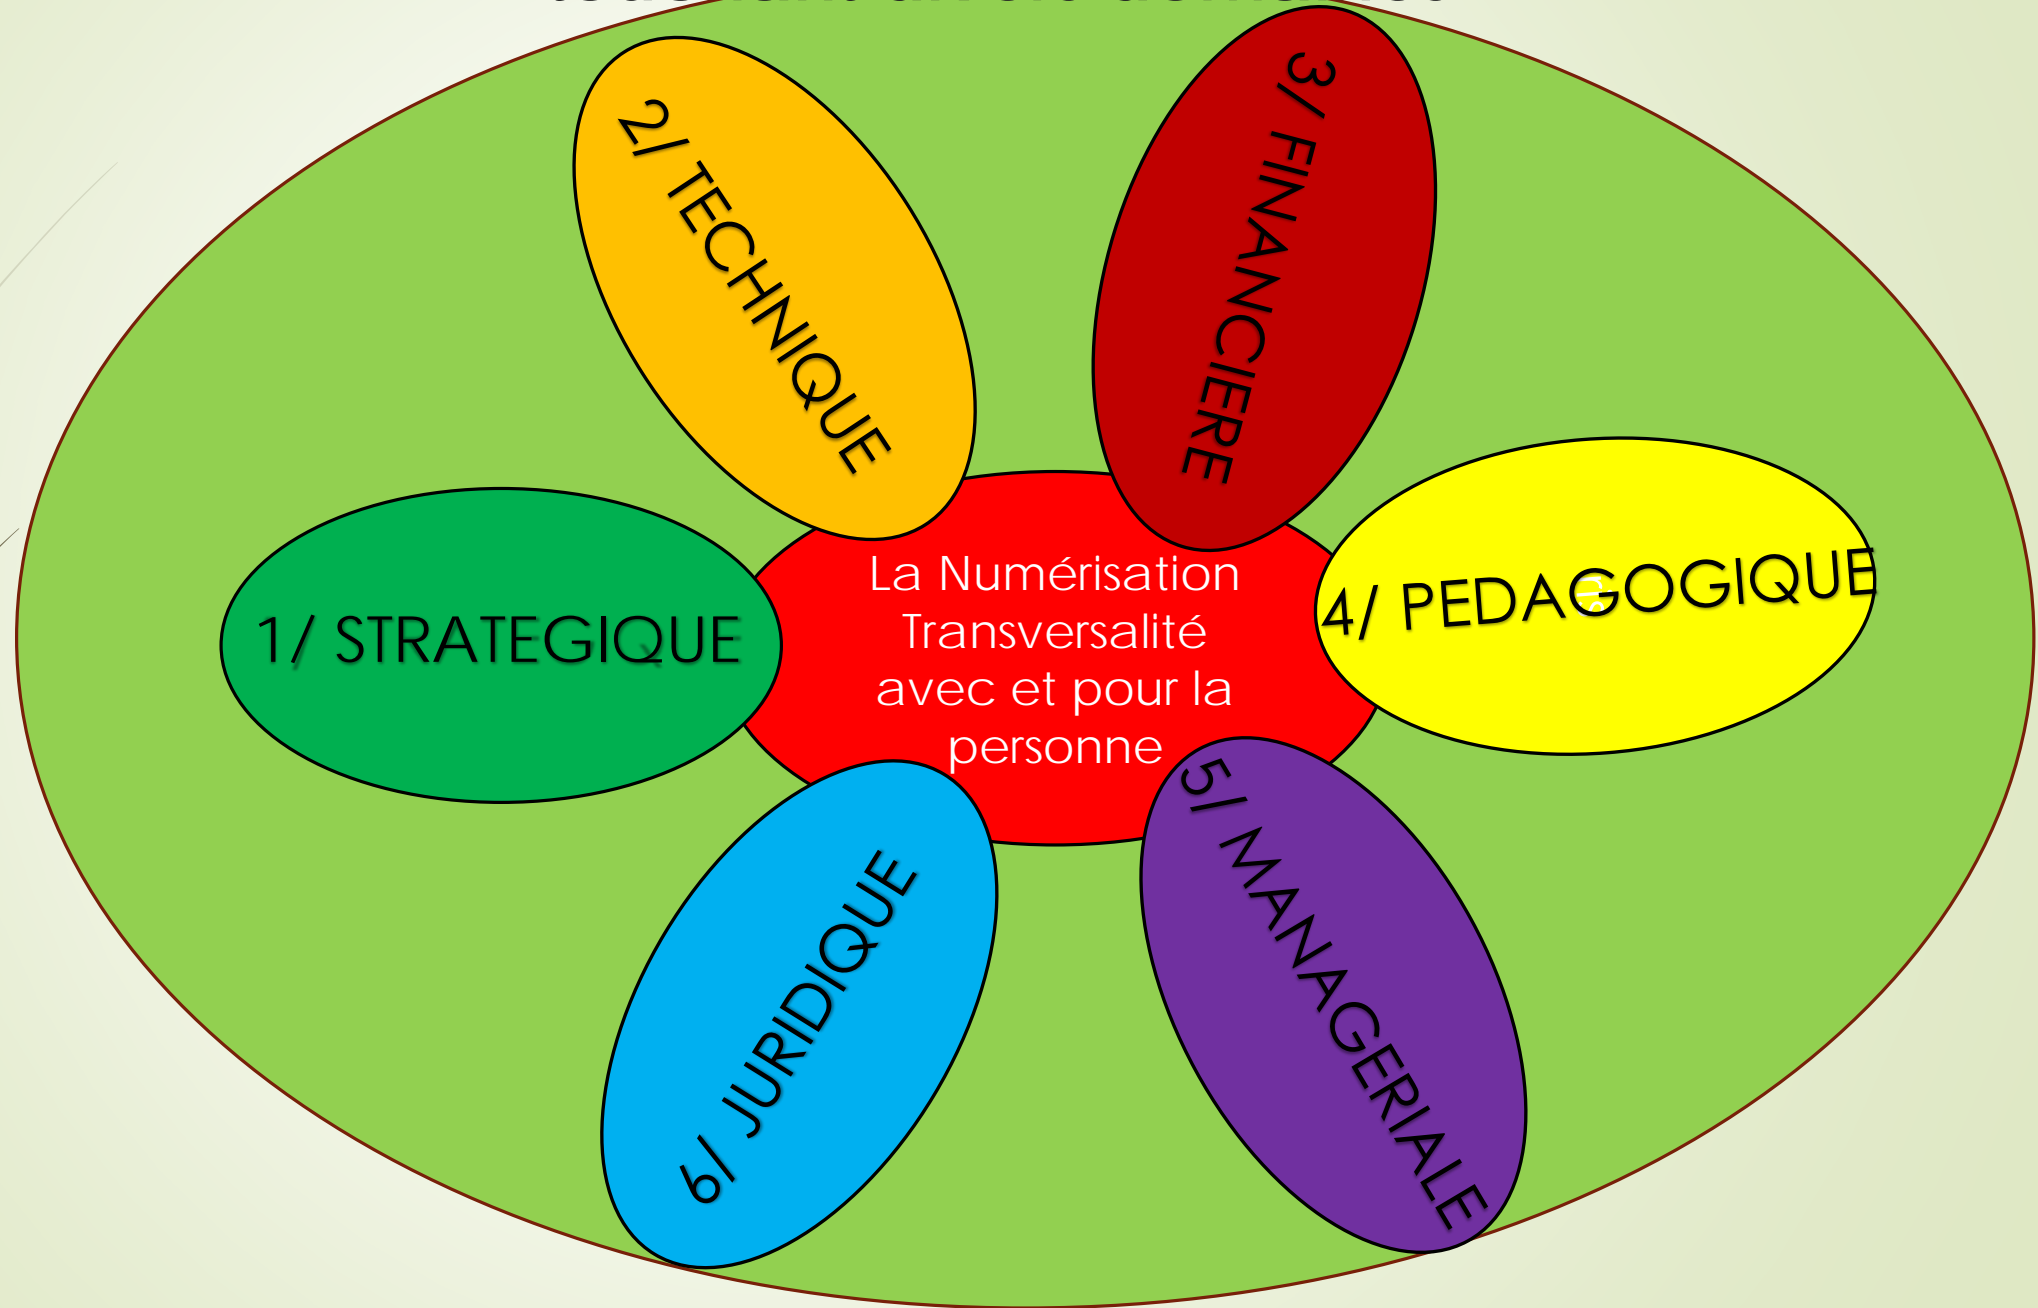 1/ STRATEGIQUE
2/ TECHNIQUE
3/ FINANCIERE
4/ PEDAGOGIQUE
5/ MANAGERIALE
6/ JURIDIQUE
La Numérisation
Transversalité
avec et pour la
personne